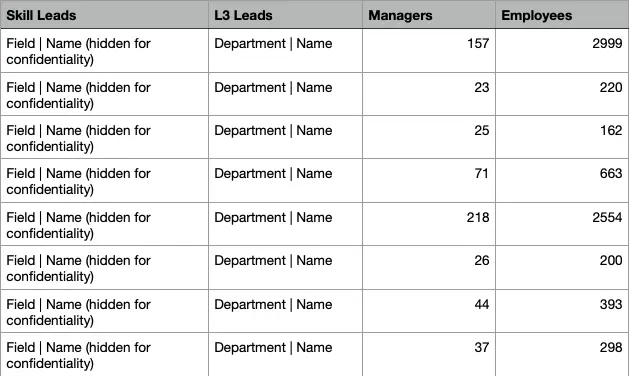 Skill Leads L3 Leads Managers Employees
Field | Name (hidden for Department | Name 157 2999
confidentiality)
Field | Name (hidden for Department | Name 23 220
confidentiality)
Field | Name (hidden for Department | Name 25 162
confidentiality)
Field | Name (hidden for Department | Name 71 663
confidentiality)
Field | Name (hidden for Department | Name 218 2554
confidentiality)
Field | Name (hidden for Department | Name 26 200
confidentiality)
Field | Name (hidden for Department | Name 44 393
confidentiality)
Field | Name (hidden for Department | Name 37 298
confidentiality)